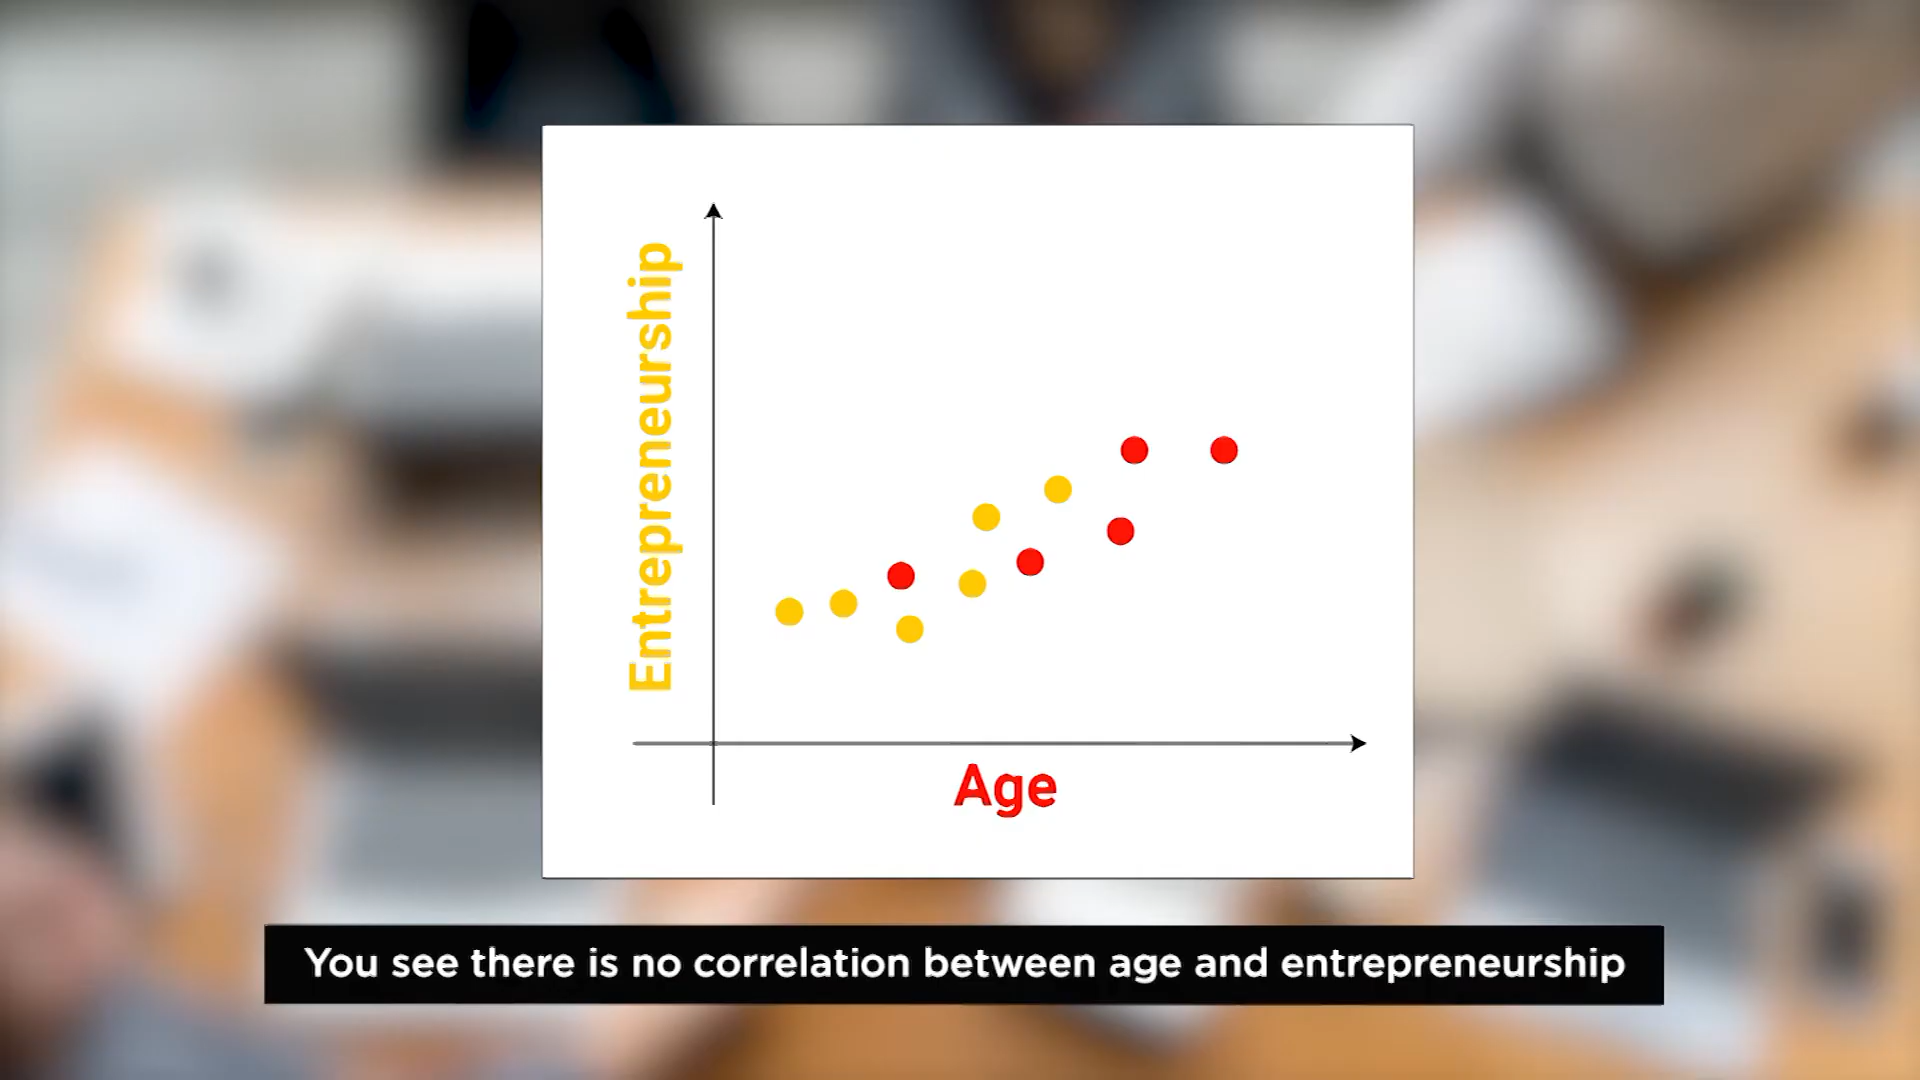 Entrepreneurship
Age
You see there is no correlation between age and entrepreneurship